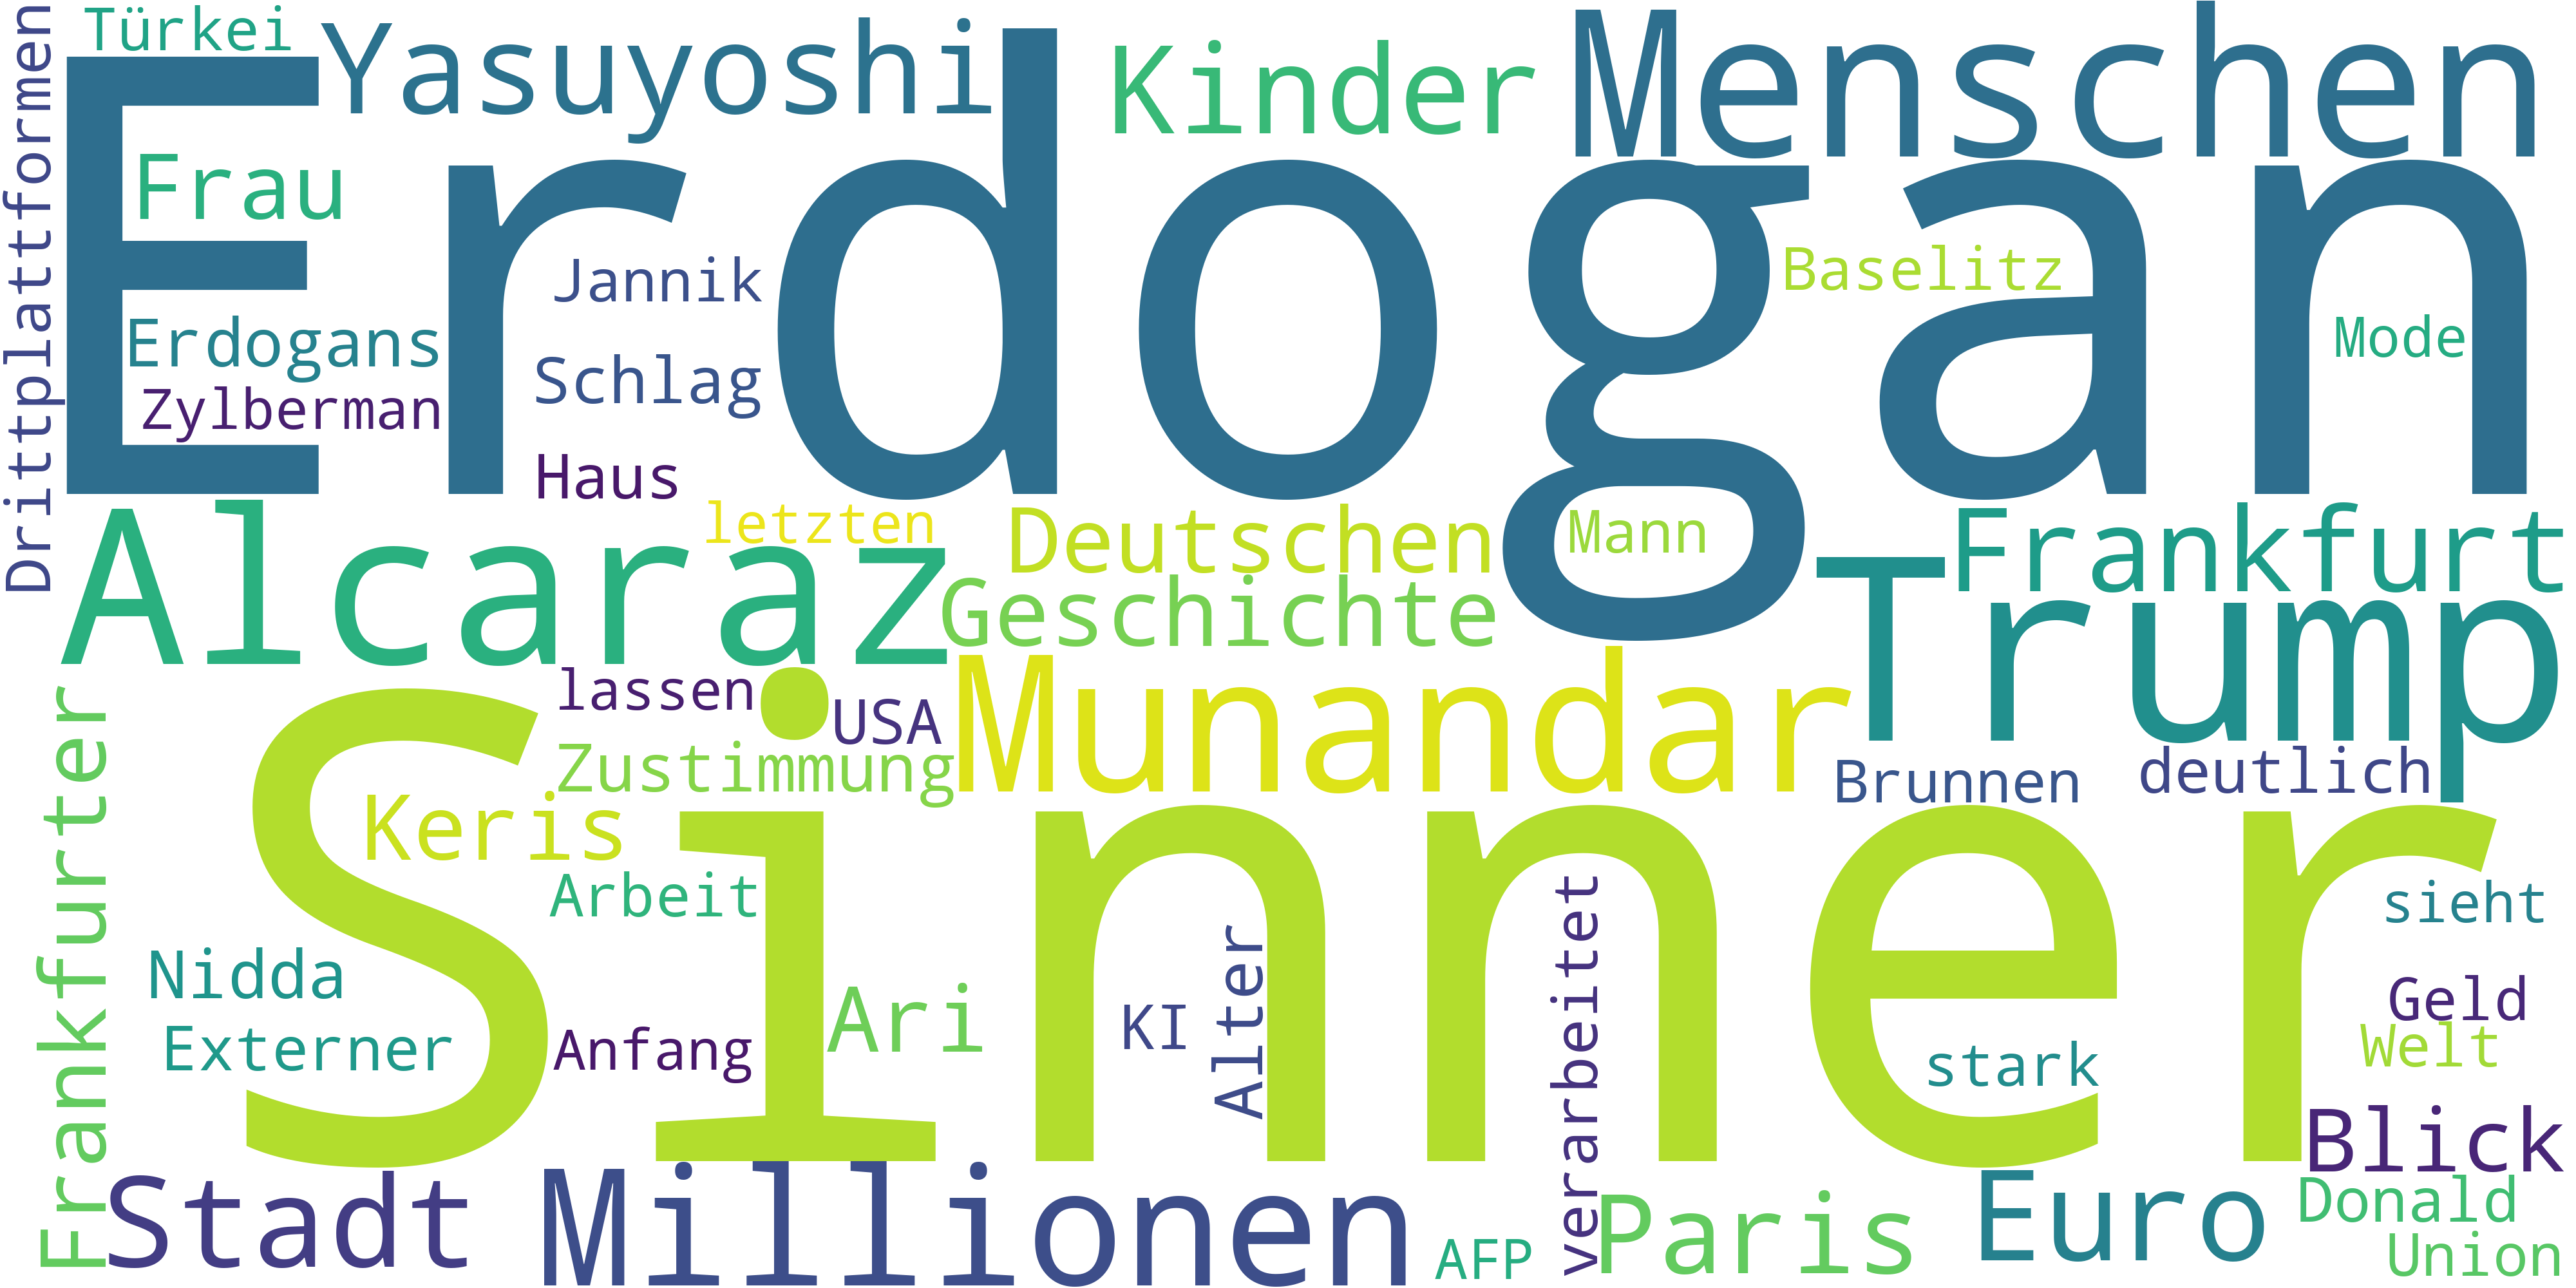 Türkei
Yasuyoshi
Kinder
Menschen
Drittplattformen
Erdogan
Frau
Jannik
Baselitz
Erdogans
Mode
Schlag
Zylberman
Haus
letzten
Deutschen
Mann
Frankfurt
Alcaraz
Geschichte
Trump
lassen
USA
Munandar
Zustimmung
Brunnen
deutlich
Keris
Sinner
Arbeit
sieht
Frankfurter
Nidda
Ari
KI
Alter
verarbeitet
Geld
Externer
Anfang
stark
Welt
Blick
Stadt
Millionen
Paris
Euro
Donald
AFP
Union